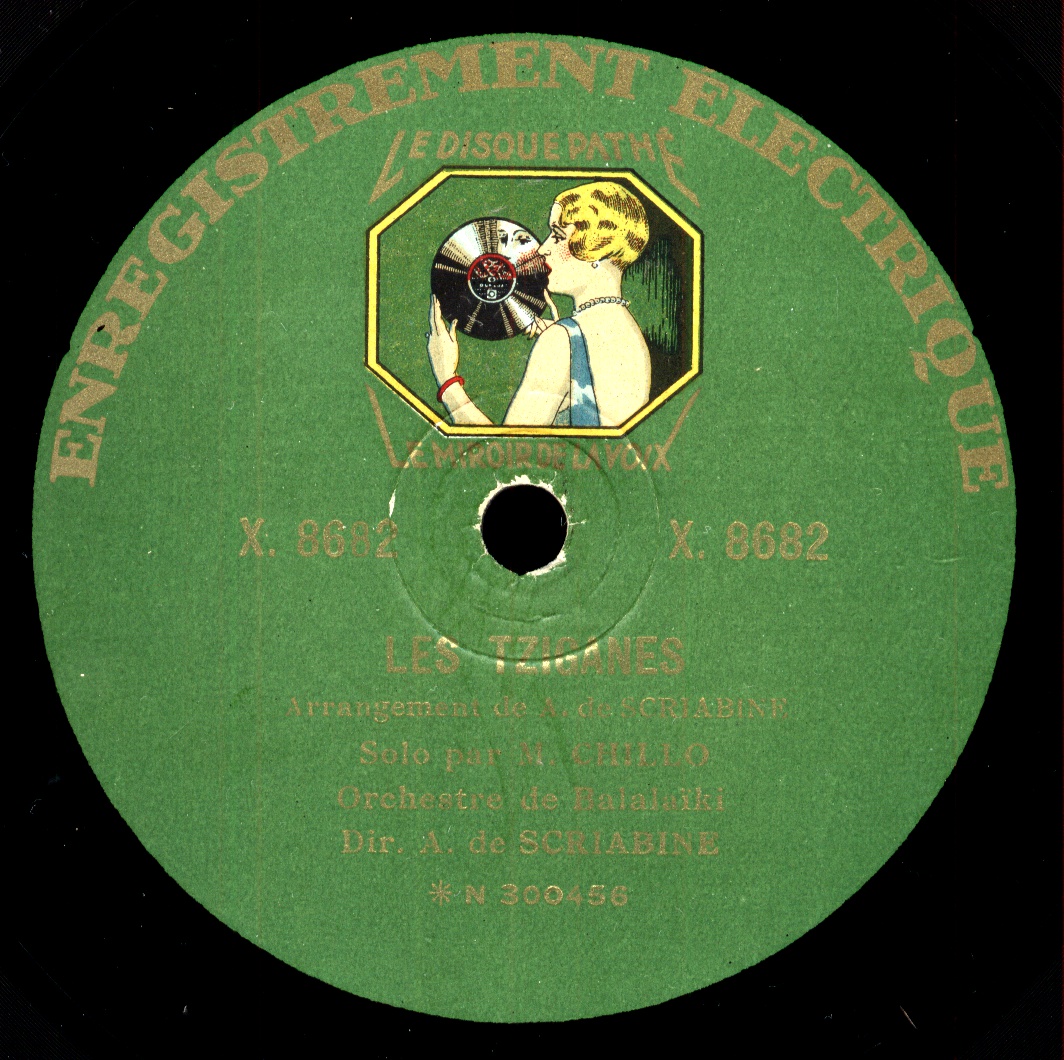 ENREGISTREMENT ELECTRIQUE
LE DISQUE PATHÉ
LE MIROIR DE LA VOIX
X. 8682 X. 8682
LES TZIGANES
Arrangement de A. de SCRIABINE
Solo par M. CHILLO
Orchestre de Balalaïki
Dir. A. de SCRIABINE
* N 300456